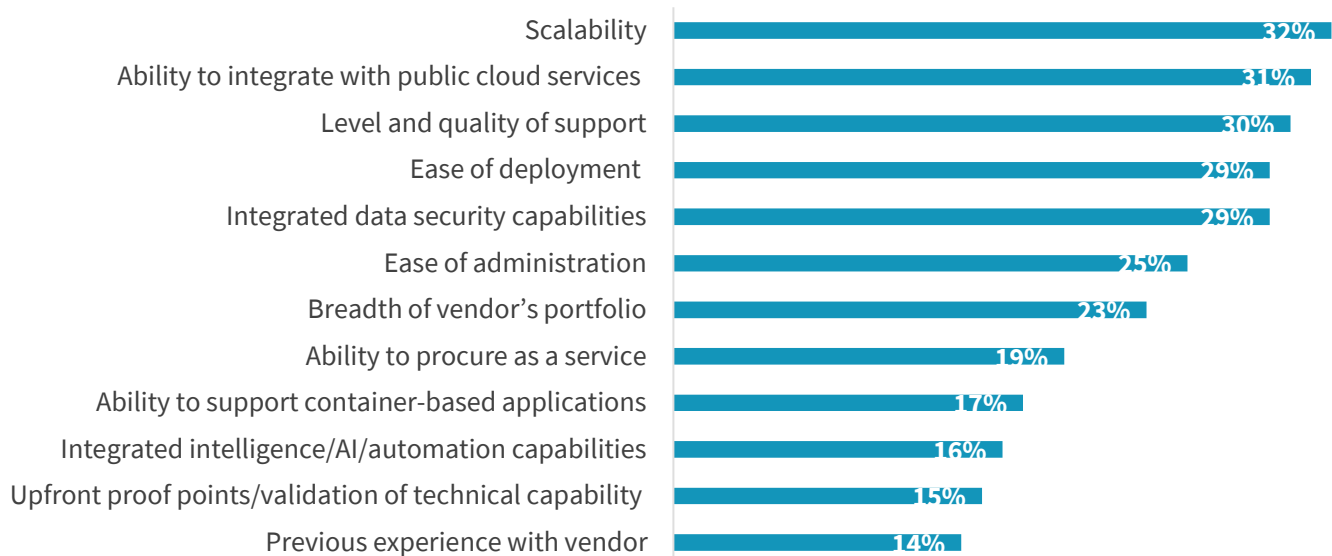 Scalability 32%
Ability to integrate with public cloud services 31%
Level and quality of support 30%
Ease of deployment 29%
Integrated data security capabilities 29%
Ease of administration 25%
Breadth of vendor’s portfolio 23%
Ability to procure as a service 19%
Ability to support container-based applications 17%
Integrated intelligence/AI/automation capabilities 16%
Upfront proof points/validation of technical capability 15%
Previous experience with vendor 14%